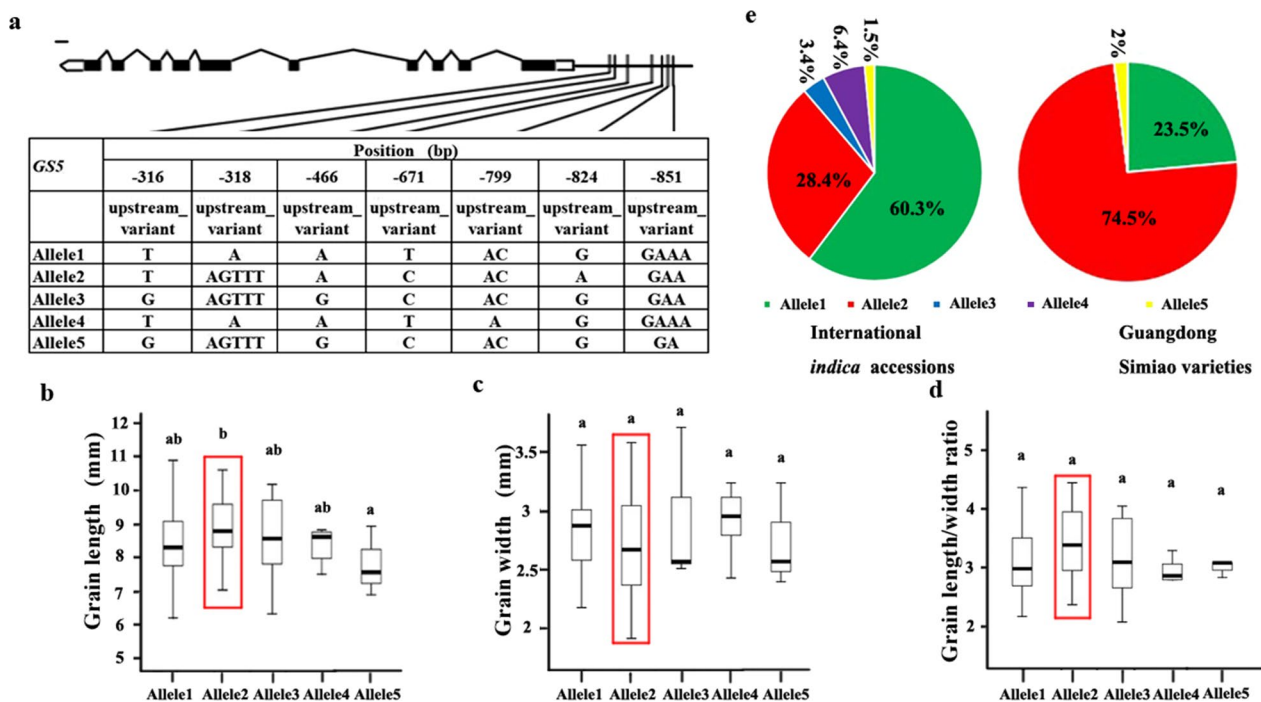 a
GS5
Position (bp)
-316 -318 -466 -671 -799 -824 -851
upstream_ upstream_ upstream_ upstream_ upstream_ upstream_ upstream_
variant variant variant variant variant variant variant
Allele1 T A A T AC G GAAA
Allele2 T AGTTT A C AC A GAA
Allele3 G AGTTT G C AC G GAA
Allele4 T A A T A G GAAA
Allele5 G AGTTT G C AC G GA
e
3.4%
6.4%
1.5%
28.4%
60.3%
2%
23.5%
74.5%
Allele1 Allele2 Allele3 Allele4 Allele5
International
indica accessions
Guangdong
Simiao varieties
b
Grain length (mm)
12
11
10
9
8
7
6
5
ab b ab ab a
Allele1 Allele2 Allele3 Allele4 Allele5
c
Grain width (mm)
3.5
3
2.5
2
a a a a a
Allele1 Allele2 Allele3 Allele4 Allele5
d
Grain length/width ratio
5
4
3
2
a a a a a
Allele1 Allele2 Allele3 Allele4 Allele5